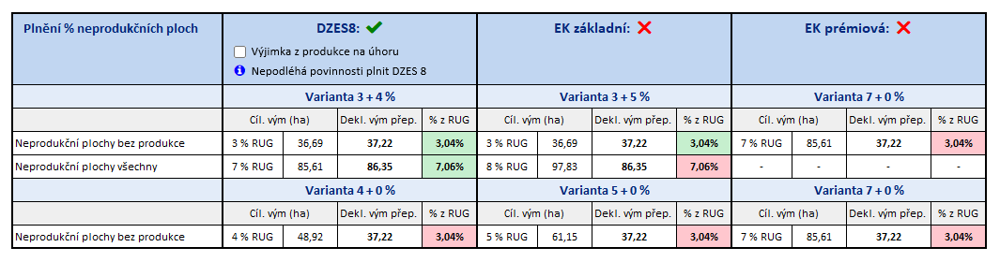 Plnění % neprodukčních ploch DZES8: EK základní: EK prémiová:
Výjimka z produkce na úhoru
Nepodléhá povinnosti plnit DZES 8
Varianta 3 + 4 % Varianta 3 + 5 % Varianta 7 + 0 %
Cíl. vým (ha) Dekl. vým přep. % z RUG Cíl. vým (ha) Dekl. vým přep. % z RUG Cíl. vým (ha) Dekl. vým přep. % z RUG
Neprodukční plochy bez produkce 3 % RUG 36,69 37,22 3,04% 3 % RUG 36,69 37,22 3,04% 7 % RUG 85,61 37,22 3,04%
Neprodukční plochy všechny 7 % RUG 85,61 86,35 7,06% 8 % RUG 97,83 86,35 7,06% - - - -
Varianta 4 + 0 % Varianta 5 + 0 % Varianta 7 + 0 %
Cíl. vým (ha) Dekl. vým přep. % z RUG Cíl. vým (ha) Dekl. vým přep. % z RUG Cíl. vým (ha) Dekl. vým přep. % z RUG
Neprodukční plochy bez produkce 4 % RUG 48,92 37,22 3,04% 5 % RUG 61,15 37,22 3,04% 7 % RUG 85,61 37,22 3,04%